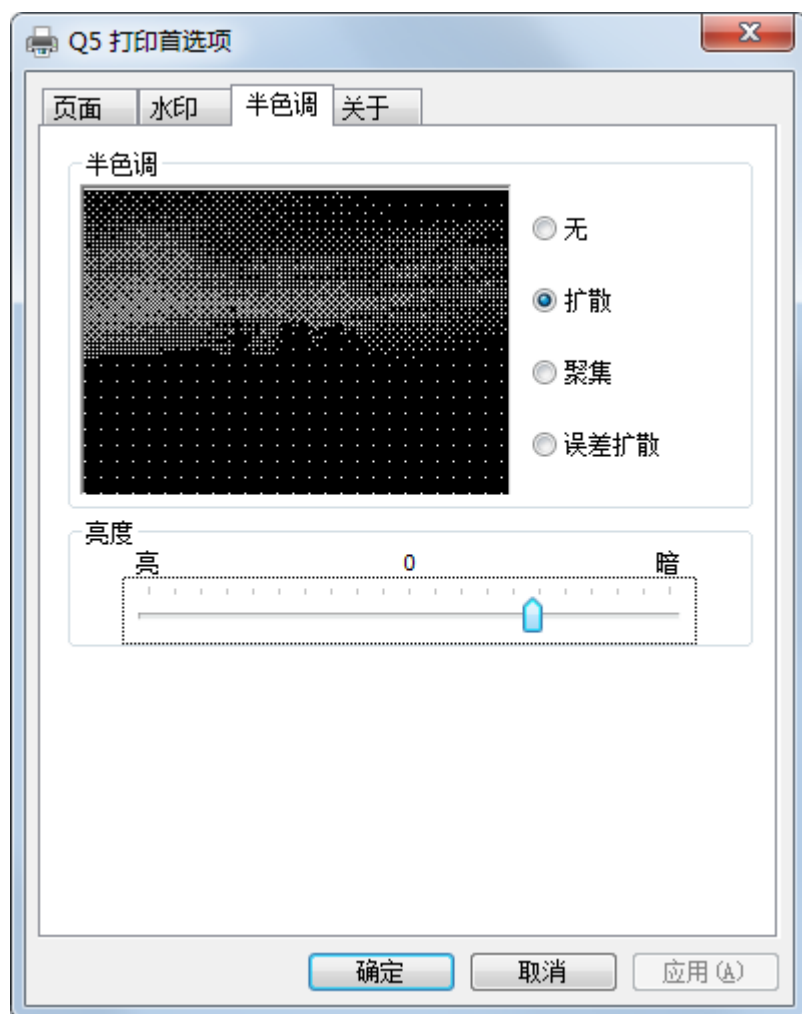 Q5 打印首选项
页面 水印 半色调 关于
半色调
无
扩散
聚集
误差扩散
亮度
亮 0 暗
确定 取消 应用(A)